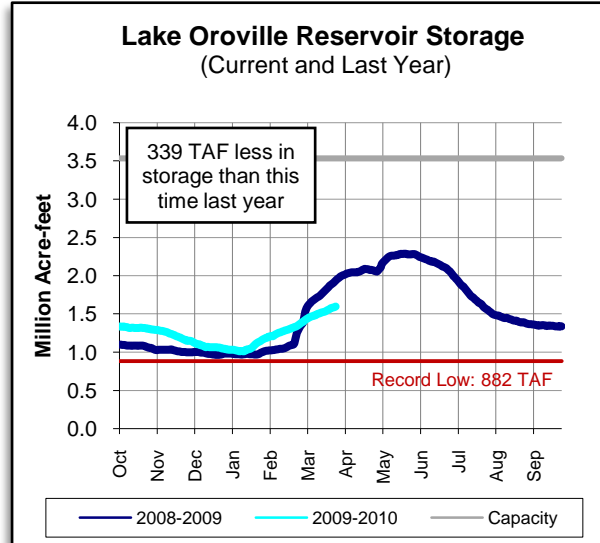 Lake Oroville Reservoir Storage
(Current and Last Year)
339 TAF less in
storage than this
time last year
Million Acre-feet
4.0
3.5
3.0
2.5
2.0
1.5
1.0
0.5
0.0
Record Low: 882 TAF
Oct
Nov
Dec
Jan
Feb
Mar
Apr
May
Jun
Jul
Aug
Sep
2008-2009
2009-2010
Capacity